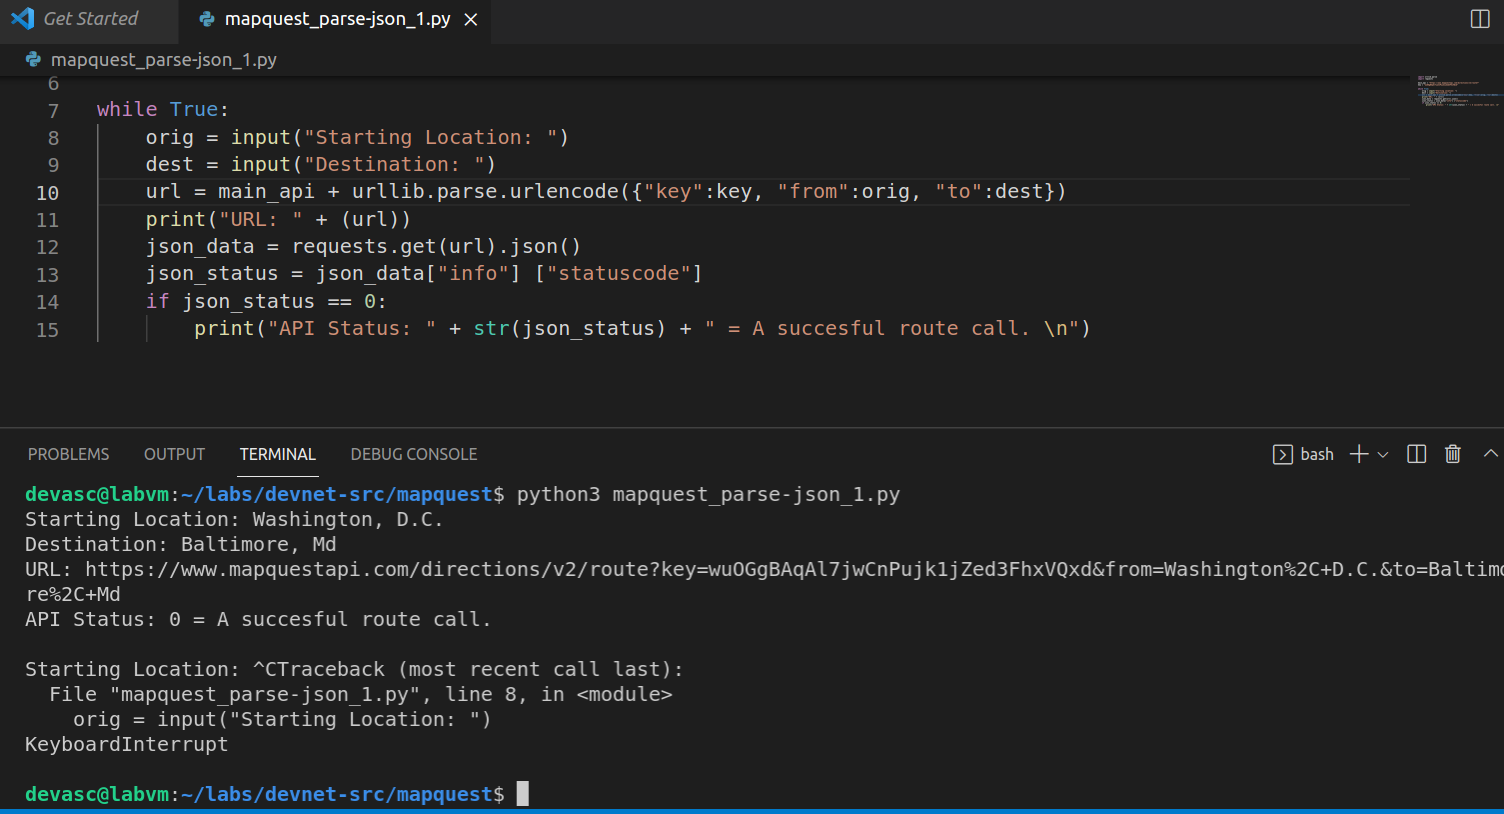 Get Started
mapquest_parse-json_1.py
mapquest_parse-json_1.py
6
7 while True:
8     orig = input("Starting Location: ")
9     dest = input("Destination: ")
10     url = main_api + urllib.parse.urlencode({"key":key, "from":orig, "to":dest})
11     print("URL: " + (url))
12     json_data = requests.get(url).json()
13     json_status = json_data["info"] ["statuscode"]
14     if json_status == 0:
15         print("API Status: " + str(json_status) + " = A succesful route call. \n")
PROBLEMS OUTPUT TERMINAL DEBUG CONSOLE bash
devasc@labvm:~/labs/devnet-src/mapquest$ python3 mapquest_parse-json_1.py
Starting Location: Washington, D.C.
Destination: Baltimore, Md
URL: https://www.mapquestapi.com/directions/v2/route?key=wuOGgBAqAl7jwCnPujk1jZed3FhxVQxd&from=Washington%2C+D.C.&to=Baltimo
re%2C+Md
API Status: 0 = A succesful route call.
Starting Location: ^CTraceback (most recent call last):
  File "mapquest_parse-json_1.py", line 8, in <module>
    orig = input("Starting Location: ")
KeyboardInterrupt
devasc@labvm:~/labs/devnet-src/mapquest$